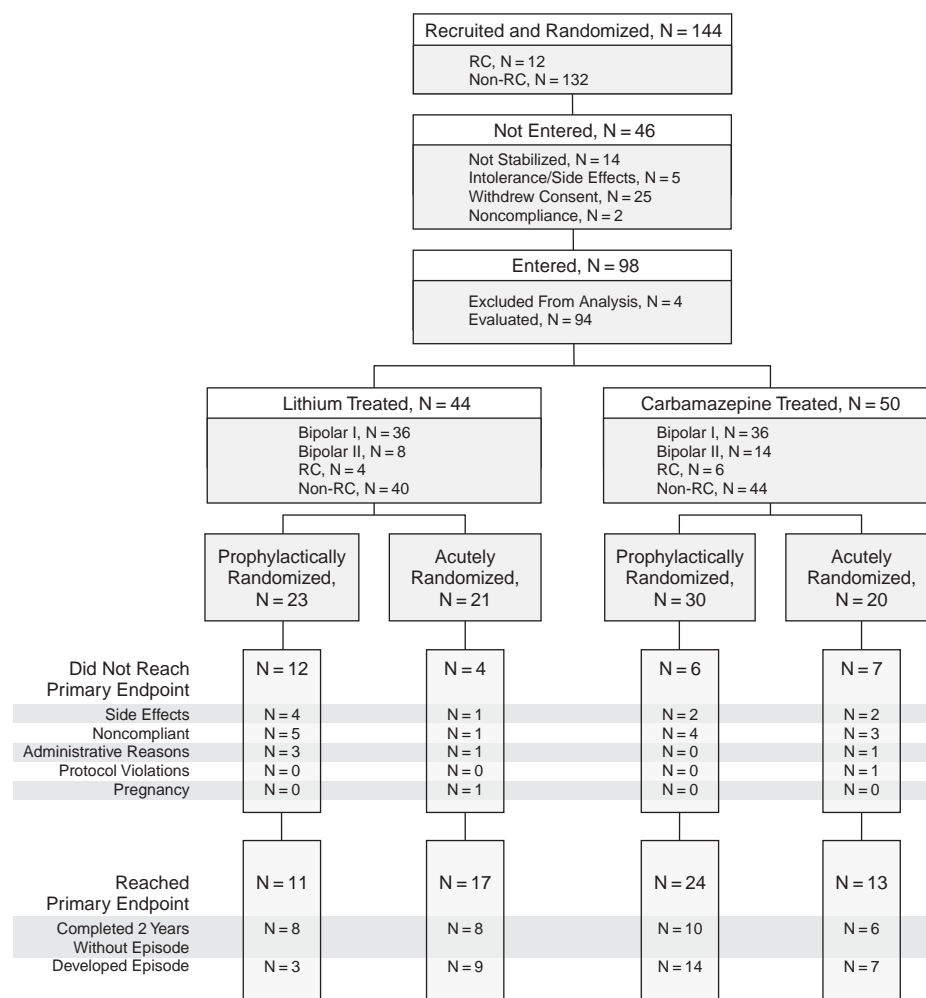 Recruited and Randomized, N = 144
RC, N = 12
Non-RC, N = 132
Not Entered, N = 46
Not Stabilized, N = 14
Intolerance/Side Effects, N = 5
Withdrew Consent, N = 25
Noncompliance, N = 2
Entered, N = 98
Excluded From Analysis, N = 4
Evaluated, N = 94
Lithium Treated, N = 44
Bipolar I, N = 36
Bipolar II, N = 8
RC, N = 4
Non-RC, N = 40
Carbamazepine Treated, N = 50
Bipolar I, N = 36
Bipolar II, N = 14
RC, N = 6
Non-RC, N = 44
Prophylactically
Randomized,
N = 23
Acutely
Randomized,
N = 21
Prophylactically
Randomized,
N = 30
Acutely
Randomized,
N = 20
Did Not Reach N = 12 N = 4 N = 6 N = 7
Primary Endpoint
Side Effects N = 4 N = 1 N = 2 N = 2
Noncompliant N = 5 N = 1 N = 4 N = 3
Administrative Reasons N = 3 N = 1 N = 0 N = 1
Protocol Violations N = 0 N = 0 N = 0 N = 1
Pregnancy N = 0 N = 1 N = 0 N = 0
Reached N = 11 N = 17 N = 24 N = 13
Primary Endpoint
Completed 2 Years N = 8 N = 8 N = 10 N = 6
Without Episode
Developed Episode N = 3 N = 9 N = 14 N = 7